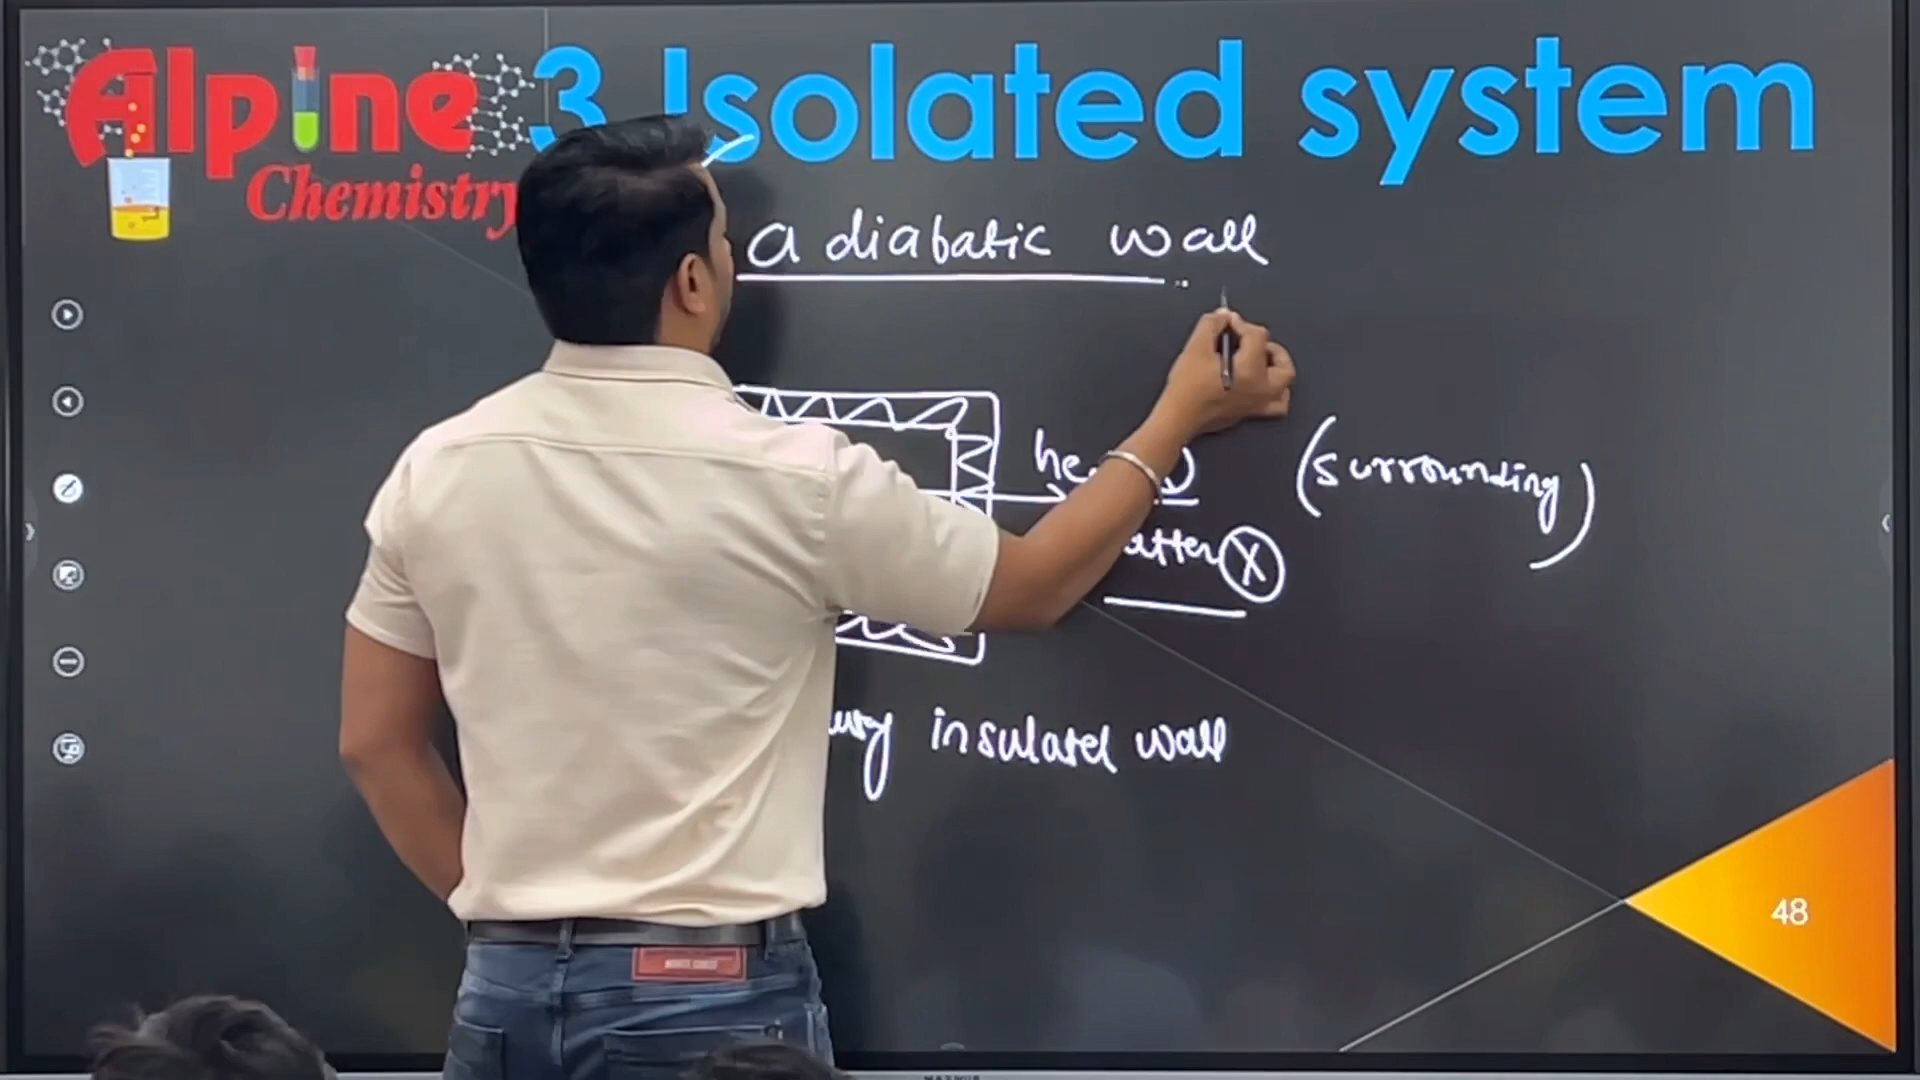 Alpine
Chemistry
3 Isolated system
adiabatic wall
(surrounding)
insulated wall
48